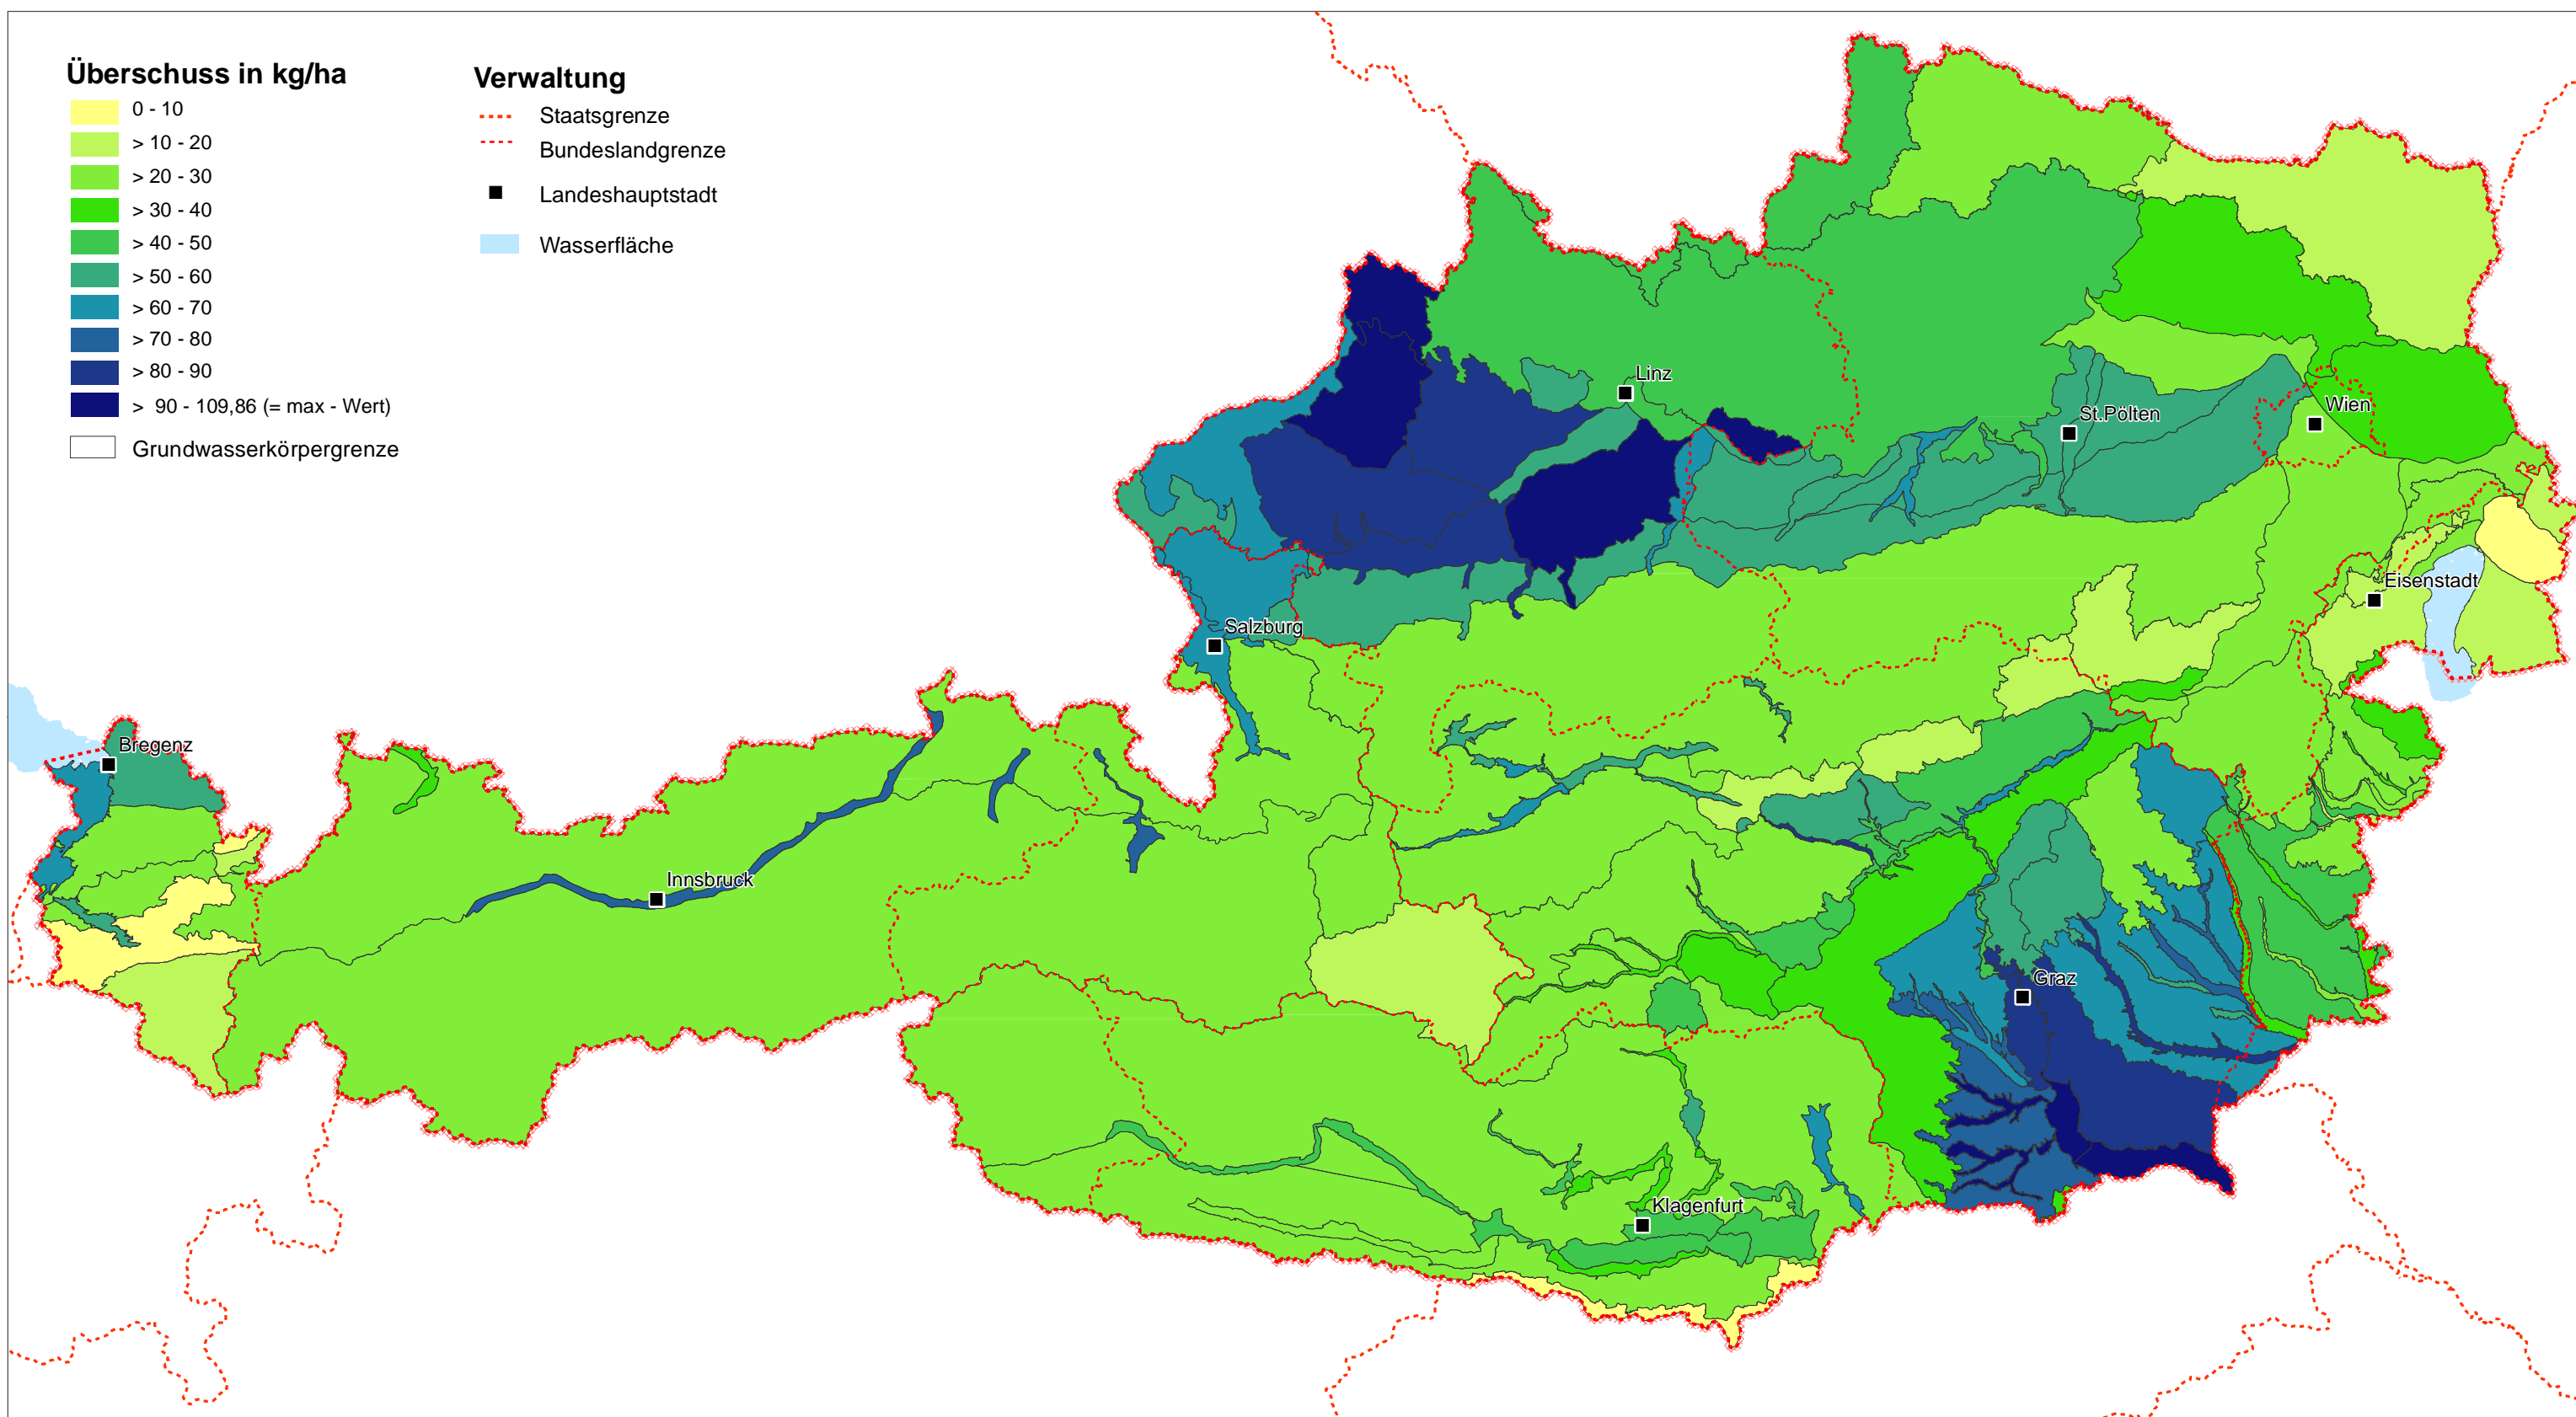 Überschuss in kg/ha
0 - 10
> 10 - 20
> 20 - 30
> 30 - 40
> 40 - 50
> 50 - 60
> 60 - 70
> 70 - 80
> 80 - 90
> 90 - 109,86 (= max - Wert)
Grundwasserkörpergrenze
Verwaltung
Staatsgrenze
Bundeslandgrenze
Landeshauptstadt
Wasserfläche
Linz
Wien
St.Pölten
Eisenstadt
Salzburg
Bregenz
Innsbruck
Graz
Klagenfurt